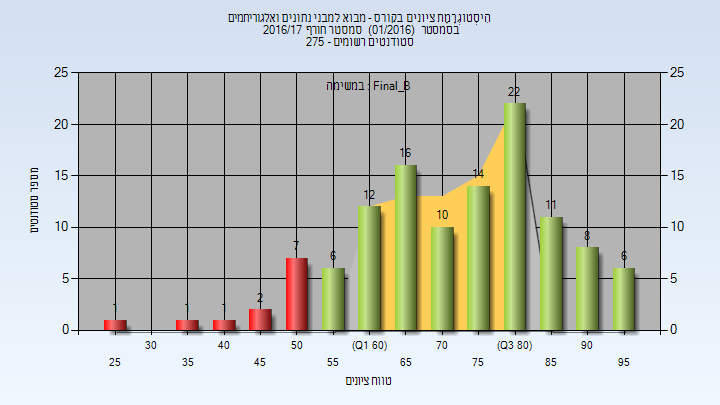 היסטוגרמת ציונים בקורס - מבוא למבני נתונים ואלגוריתמים
בסמסטר (01/2016) סמסטר חורף 2016/17
סטודנטים רשומים - 275
במשימה : Final_B
25 25
20 20
15 15
10 10
5 5
0 0
מספר סטודנטים
1 1 1 2 7 6 12 16 10 14 22 11 8 6
30 40 50 (Q1 60) 70 (Q3 80) 90
25 35 45 55 65 75 85 95
טווח ציונים